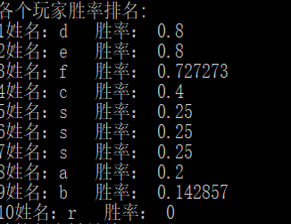 各个玩家胜率排名:
1姓名: d 胜率: 0.8
2姓名: e 胜率: 0.8
3姓名: f 胜率: 0.727273
4姓名: c 胜率: 0.4
5姓名: s 胜率: 0.25
6姓名: s 胜率: 0.25
7姓名: s 胜率: 0.25
8姓名: a 胜率: 0.2
9姓名: b 胜率: 0.142857
10姓名: r 胜率: 0